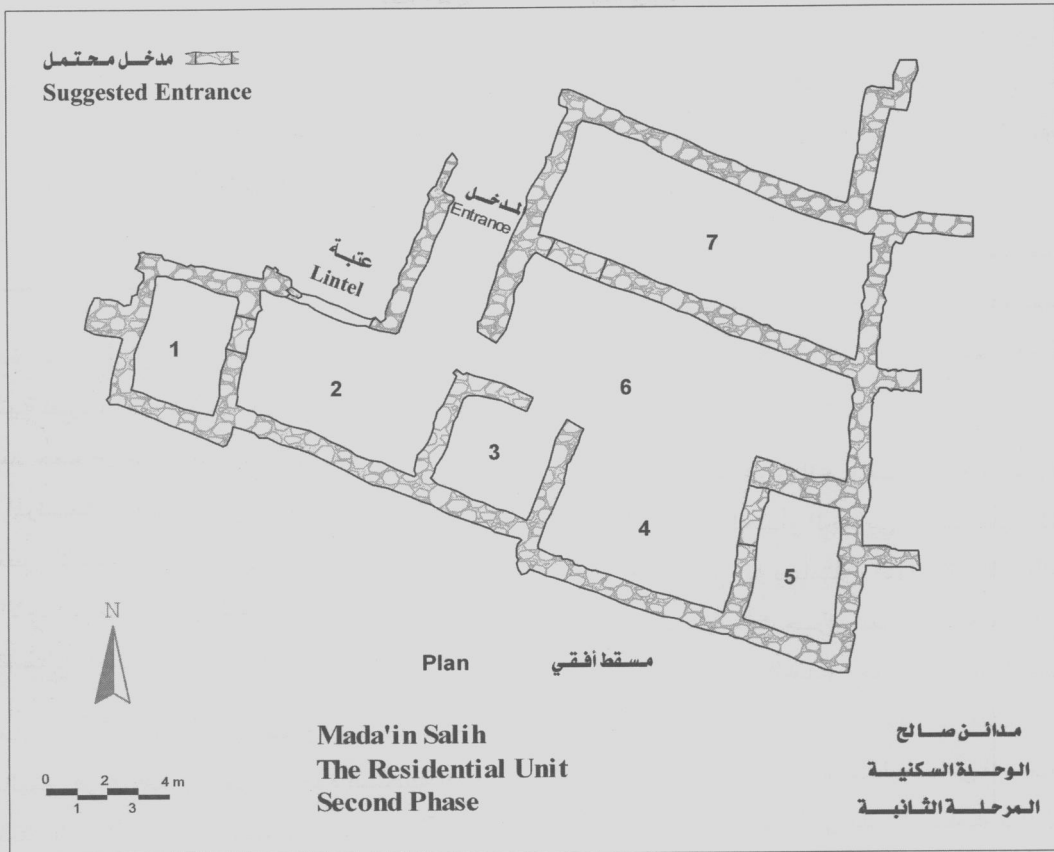 مدخل محتمل
Suggested Entrance
المدخل
Entrance
عتبة
Lintel
7
1
2
6
3
4
5
N
Plan
مسقط أفقي
Mada'in Salih
The Residential Unit
Second Phase
مدائن صالح
الوحدة السكنية
المرحلة الثانية
0 2 4 m
1 3